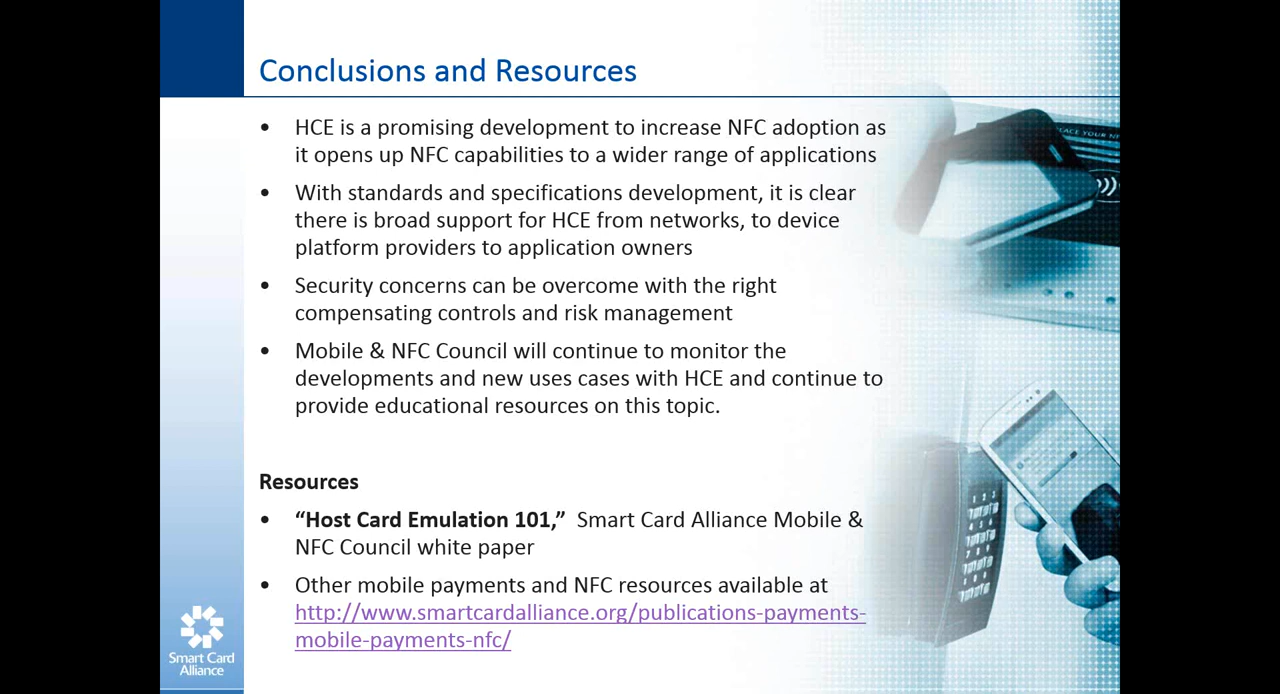 Conclusions and Resources
• HCE is a promising development to increase NFC adoption as
it opens up NFC capabilities to a wider range of applications
• With standards and specifications development, it is clear
there is broad support for HCE from networks, to device
platform providers to application owners
• Security concerns can be overcome with the right
compensating controls and risk management
• Mobile & NFC Council will continue to monitor the
developments and new uses cases with HCE and continue to
provide educational resources on this topic.
Resources
• “Host Card Emulation 101,” Smart Card Alliance Mobile &
NFC Council white paper
• Other mobile payments and NFC resources available at
http://www.smartcardalliance.org/publications-payments-
mobile-payments-nfc/
Smart Card
Alliance